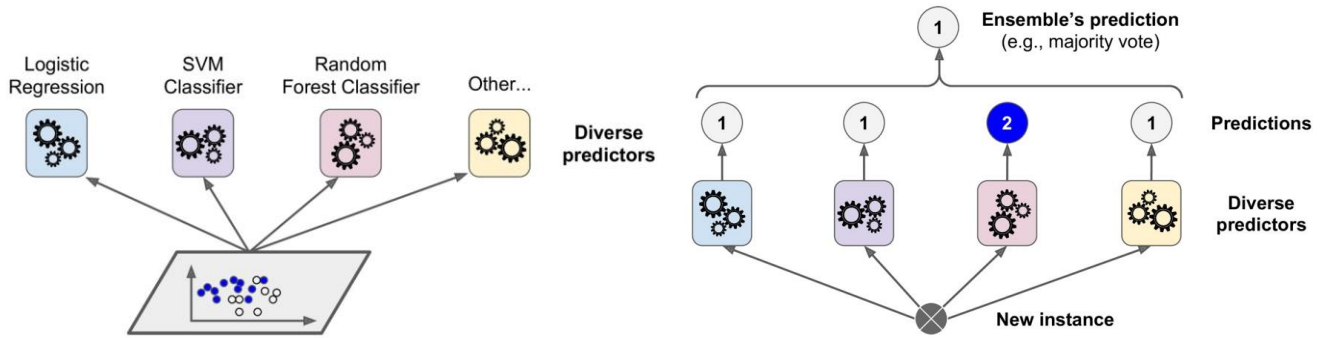 Logistic
Regression
SVM
Classifier
Random
Forest Classifier
Other...
Diverse
predictors
1
Ensemble's prediction
(e.g., majority vote)
1
1
2
1
Predictions
Diverse
predictors
New instance